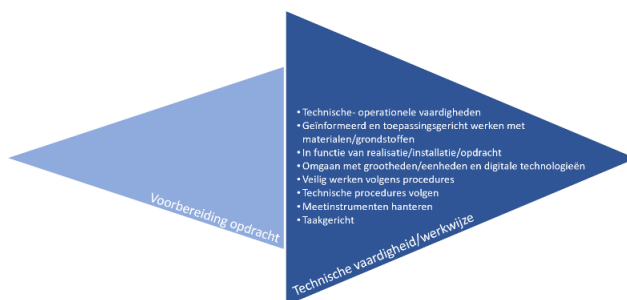 • Technische- operationele vaardigheden
• Geïnformeerd en toepassingsgericht werken met
materialen/grondstoffen
• In functie van realisatie/installatie/opdracht
• Omgaan met grootheden/eenheden en digitale technologieën
• Veilig werken volgens procedures
• Technische procedures volgen
• Meetinstrumenten hanteren
• Taakgericht
Voorbereiding opdracht
Technische vaardigheid/werkwijze